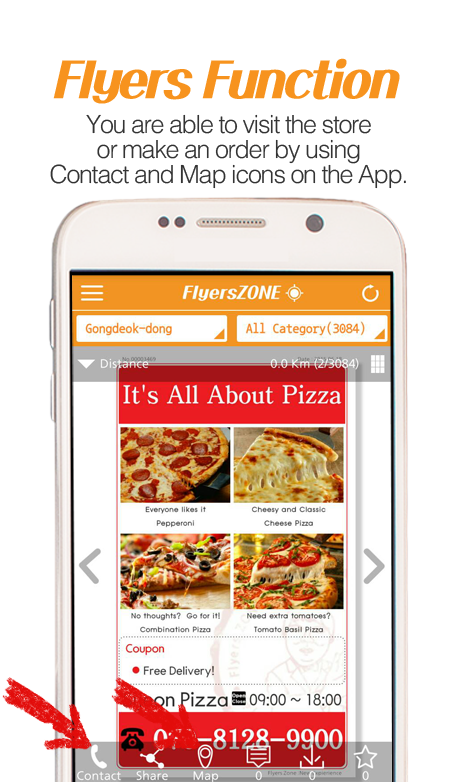 Flyers Function
You are able to visit the store
or make an order by using
Contact and Map icons on the App.
FlyersZONE
Gongdeok-dong
All Category(3084)
Distance
0.0 Km (2/3084)
It's All About Pizza
Everyone likes it
Pepperoni
Cheesy and Classic
Cheese Pizza
No thoughts? Go for it!
Combination Pizza
Need extra tomatoes?
Tomato Basil Pizza
Coupon
Free Delivery!
Pizza
Open
Close
09:00 ~ 18:00
-8128-9900
Contact
Share
Map
0
0
0
Flyers Zone